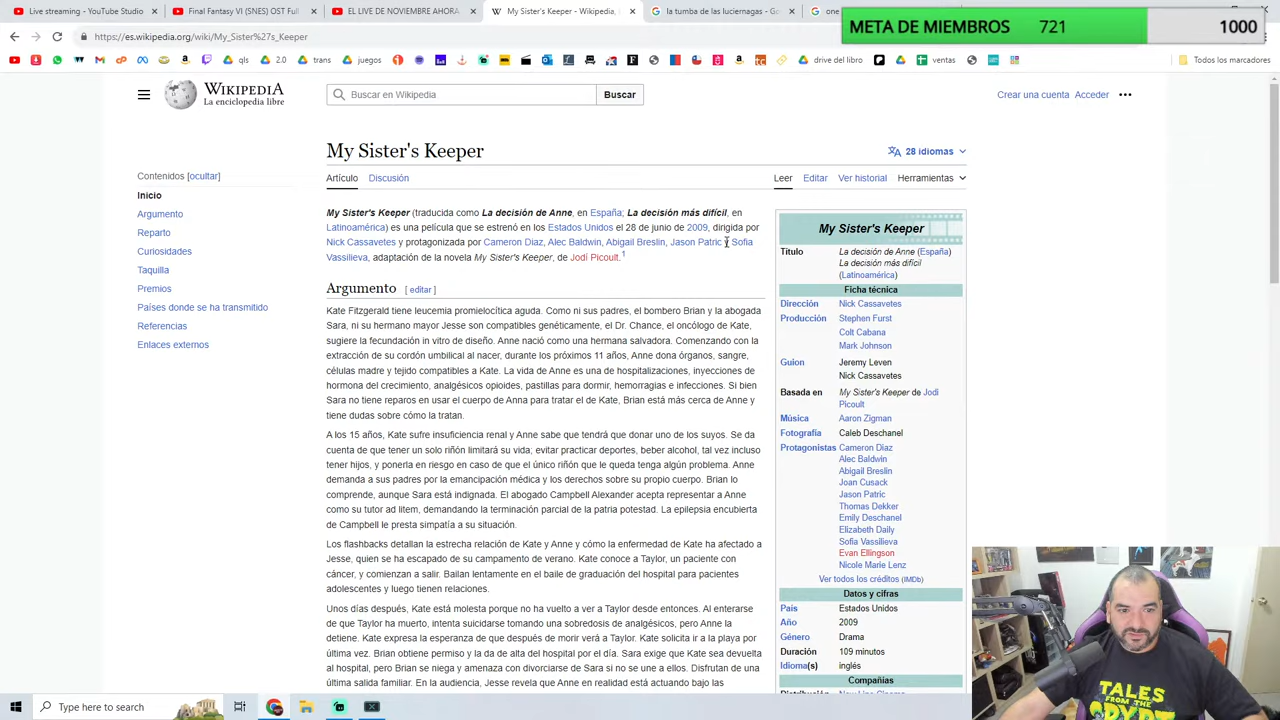 Live streaming - YouTube Studio
Final Fantasy VI (SNES) OST Full
EL LIVE DE NOVIEMBRE AHORA
My Sister's Keeper - Wikipedia,
la tumba de las luciernagas - Go
one
META DE MIEMBROS 721 1000
https://es.wikipedia.org/wiki/My_Sister%27s_Keeper
qls
2.0
trans
juegos
drive del libro
ventas
Todos los marcadores
WIKIPEDIA
La enciclopedia libre
Buscar en Wikipedia
Buscar
Crear una cuenta Acceder
My Sister's Keeper
28 idiomas
Contenidos [ocultar]
Inicio
Argumento
Reparto
Curiosidades
Taquilla
Premios
Países donde se ha transmitido
Referencias
Enlaces externos
Artículo Discusión
Leer Editar Ver historial Herramientas
My Sister's Keeper (traducida como La decisión de Anne, en España; La decisión más difícil, en
Latinoamérica) es una película que se estrenó en los Estados Unidos el 28 de junio de 2009, dirigida por
Nick Cassavetes y protagonizada por Cameron Diaz, Alec Baldwin, Abigail Breslin, Jason Patric y Sofia
Vassilieva, adaptación de la novela My Sister's Keeper, de Jodi Picoult.1
Argumento [ editar ]
Kate Fitzgerald tiene leucemia promielocítica aguda. Como ni sus padres, el bombero Brian y la abogada
Sara, ni su hermano mayor Jesse son compatibles genéticamente, el Dr. Chance, el oncólogo de Kate,
sugiere la fecundación in vitro de diseño. Anne nació como una hermana salvadora. Comenzando con la
extracción de su cordón umbilical al nacer, durante los próximos 11 años, Anne dona órganos, sangre,
células madre y tejido compatibles a Kate. La vida de Anne es una de hospitalizaciones, inyecciones de
hormona del crecimiento, analgésicos opioides, pastillas para dormir, hemorragias e infecciones. Si bien
Sara no tiene reparos en usar el cuerpo de Anna para tratar el de Kate, Brian está más cerca de Anne y
tiene dudas sobre cómo la tratan.
A los 15 años, Kate sufre insuficiencia renal y Anne sabe que tendrá que donar uno de los suyos. Se da
cuenta de que tener un solo riñón limitará su vida; evitar practicar deportes, beber alcohol, tal vez incluso
tener hijos, y ponerla en riesgo en caso de que el único riñón que le queda tenga algún problema. Anne
demanda a sus padres por la emancipación médica y los derechos sobre su propio cuerpo. Brian lo
comprende, aunque Sara está indignada. El abogado Campbell Alexander acepta representar a Anne
como su tutor ad litem, demandando la terminación parcial de la patria potestad. La epilepsia encubierta
de Campbell le presta simpatía a su situación.
Los flashbacks detallan la estrecha relación de Kate y Anne y cómo la enfermedad de Kate ha afectado a
Jesse, quien se ha escapado de su campamento de verano. Kate conoce a Taylor, un paciente con
cáncer, y comienzan a salir. Bailan lentamente en el baile de graduación del hospital para pacientes
adolescentes y luego tienen relaciones.
Unos días después, Kate está molesta porque no ha vuelto a ver a Taylor desde entonces. Al enterarse
de que Taylor ha muerto, intenta suicidarse tomando una sobredosis de analgésicos, pero Anne la
detiene. Kate expresa la esperanza de que después de morir verá a Taylor. Kate solicita ir a la playa por
última vez. Brian obtiene permiso y la da de alta del hospital por el día. Sara exige que Kate sea devuelta
al hospital, pero Brian se niega y amenaza con divorciarse de Sara si no se une a ellos. Disfrutan de una
última salida familiar. En la audiencia, Jesse revela que Anne en realidad está actuando bajo las
My Sister's Keeper
Título La decisión de Anne (España)
La decisión más difícil
(Latinoamérica)
Ficha técnica
Dirección Nick Cassavetes
Producción Stephen Furst
Colt Cabana
Mark Johnson
Guion Jeremy Leven
Nick Cassavetes
Basada en My Sister's Keeper de Jodi
Picoult
Música Aaron Zigman
Fotografía Caleb Deschanel
Protagonistas Cameron Diaz
Alec Baldwin
Abigail Breslin
Joan Cusack
Jason Patric
Thomas Dekker
Emily Deschanel
Elizabeth Daily
Sofia Vassilieva
Evan Ellingson
Nicole Marie Lenz
Ver todos los créditos (IMDb)
Datos y cifras
País Estados Unidos
Año 2009
Género Drama
Duración 109 minutos
Idioma(s) inglés
Compañías
TALES
FROM THE
CRYPT
Type here to search